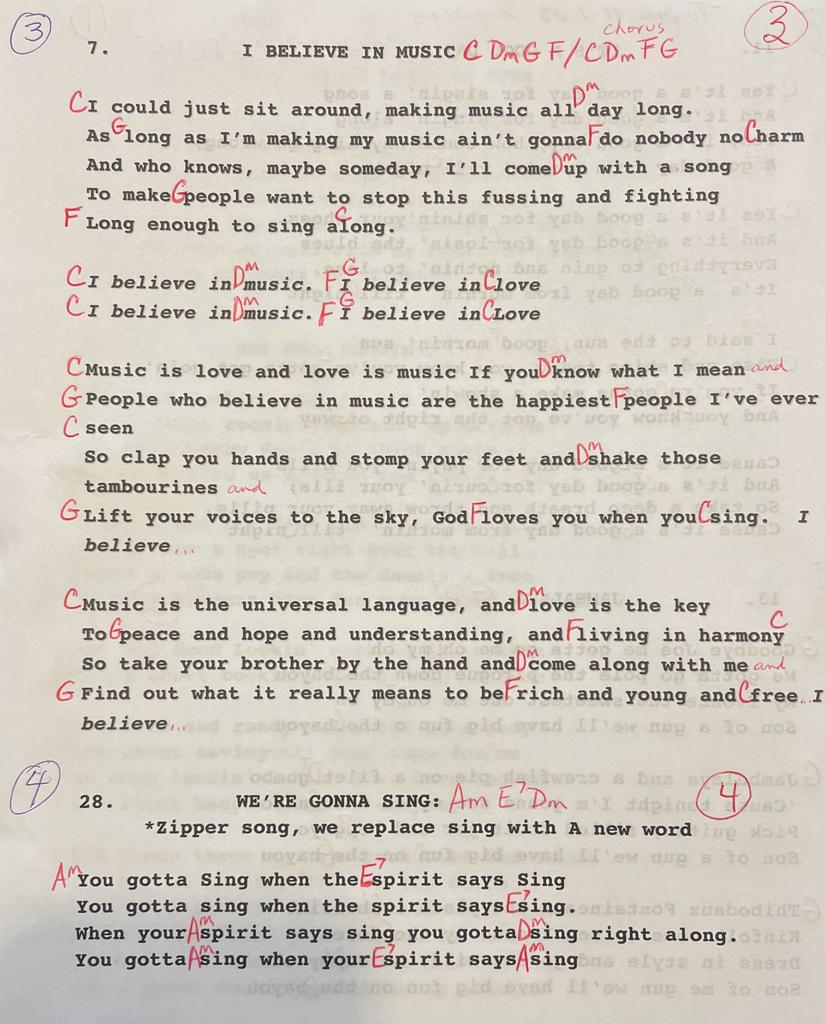 3 chorus 3
7. I BELIEVE IN MUSIC C Dm G F / C Dm F G
C I could just sit around, making music all Dm day long.
As G long as I'm making my music ain't gonna F do nobody no C harm
And who knows, maybe someday, I'll come Dm up with a song
To make G people want to stop this fussing and fighting
F Long enough to sing a C long.
C I believe in Dm music. F G I believe in C love
C I believe in Dm music. F G I believe in C Love
C Music is love and love is music If you Dm know what I mean and
G People who believe in music are the happiest F people I've ever
C seen
So clap you hands and stomp your feet and Dm shake those
tambourines and
G Lift your voices to the sky, God F loves you when you C sing. I
believe...
C Music is the universal language, and Dm love is the key
To G peace and hope and understanding, and F living in harmony C
So take your brother by the hand and Dm come along with me and
G Find out what it really means to be F rich and young and C free.. I
believe...
4 28. WE'RE GONNA SING: Am E7 Dm 4
*Zipper song, we replace sing with A new word
Am You gotta Sing when the E7 spirit says Sing
You gotta sing when the spirit says E7 sing.
When your Am spirit says sing you gotta Dm sing right along.
You gotta Am sing when your E7 spirit says Am sing